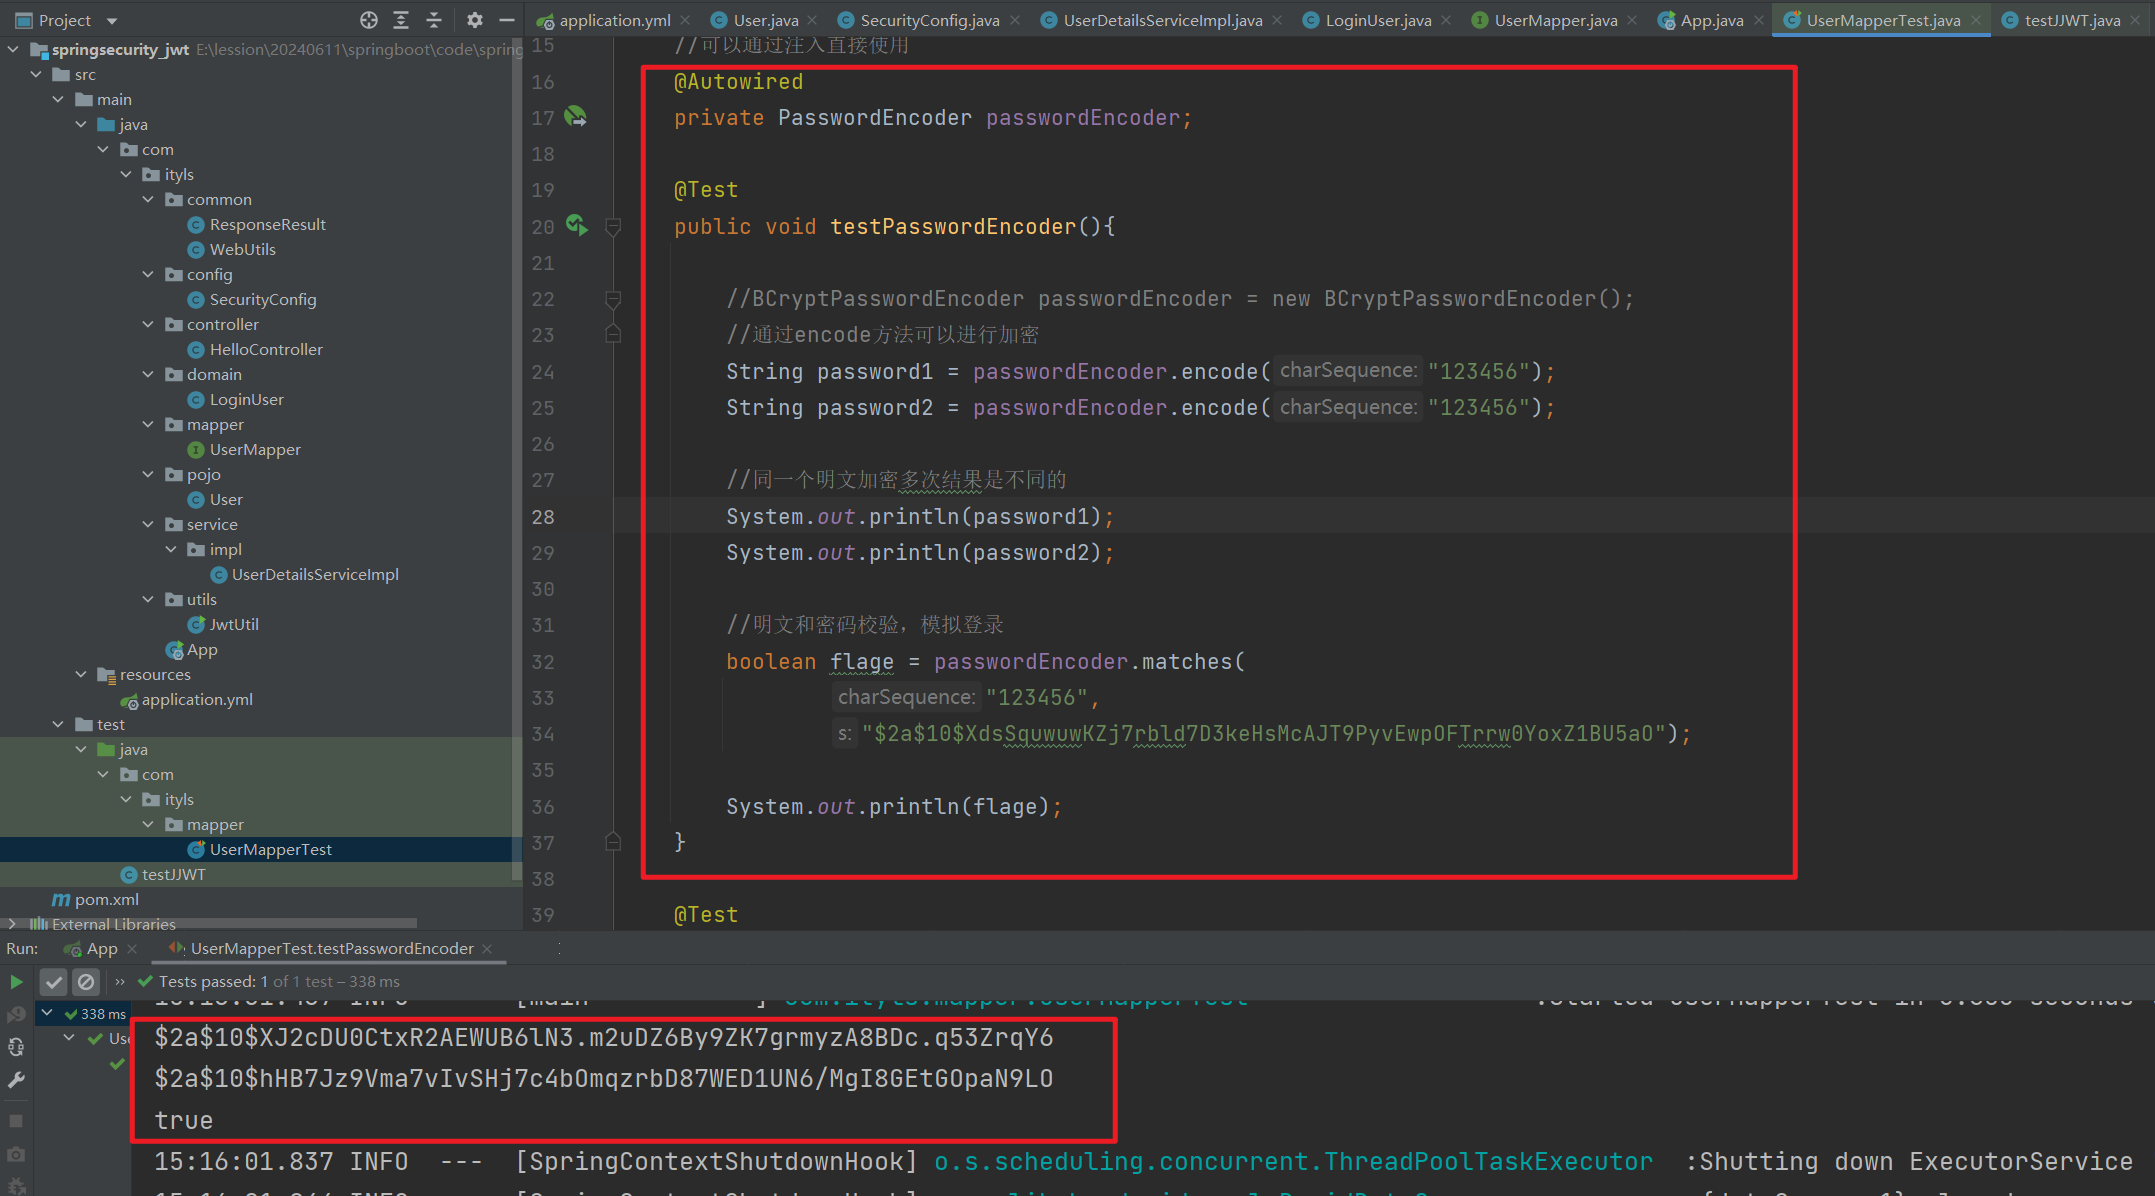 Project
application.yml
User.java
SecurityConfig.java
UserDetailsServiceImpl.java
LoginUser.java
UserMapper.java
App.java
UserMapperTest.java
testJJWT.java
springsecurity_jwt E:\lession\20240611\springboot\code\spring
src
main
java
com
ityls
common
ResponseResult
WebUtils
config
SecurityConfig
controller
HelloController
domain
LoginUser
mapper
UserMapper
pojo
User
service
impl
UserDetailsServiceImpl
utils
JwtUtil
App
resources
application.yml
test
java
com
ityls
mapper
UserMapperTest
testJJWT
pom.xml
External Libraries
15 //可以通过注入直接使用
16 @Autowired
17 private PasswordEncoder passwordEncoder;
18
19 @Test
20 public void testPasswordEncoder(){
21
22 //BCryptPasswordEncoder passwordEncoder = new BCryptPasswordEncoder();
23 //通过encode方法可以进行加密
24 String password1 = passwordEncoder.encode( charSequence: "123456");
25 String password2 = passwordEncoder.encode( charSequence: "123456");
26
27 //同一个明文加密多次结果是不同的
28 System.out.println(password1);
29 System.out.println(password2);
30
31 //明文和密码校验，模拟登录
32 boolean flage = passwordEncoder.matches(
33 charSequence: "123456",
34 s: "$2a$10$XdsSquwuwKZj7rbld7D3keHsMcAJT9PyvEwpOFTrrw0YoxZ1BU5aO");
35
36 System.out.println(flage);
37 }
38
39 @Test
Run: App UserMapperTest.testPasswordEncoder
Tests passed: 1 of 1 test – 338 ms
338 ms
Use
$2a$10$XJ2cDU0CtxR2AEWUB6lN3.m2uDZ6By9ZK7grmyzA8BDc.q53ZrqY6
$2a$10$hHB7Jz9Vma7vIvSHj7c4bOmqzrbD87WED1UN6/MgI8GEtGOpaN9LO
true
15:16:01.837 INFO --- [SpringContextShutdownHook] o.s.scheduling.concurrent.ThreadPoolTaskExecutor :Shutting down ExecutorService